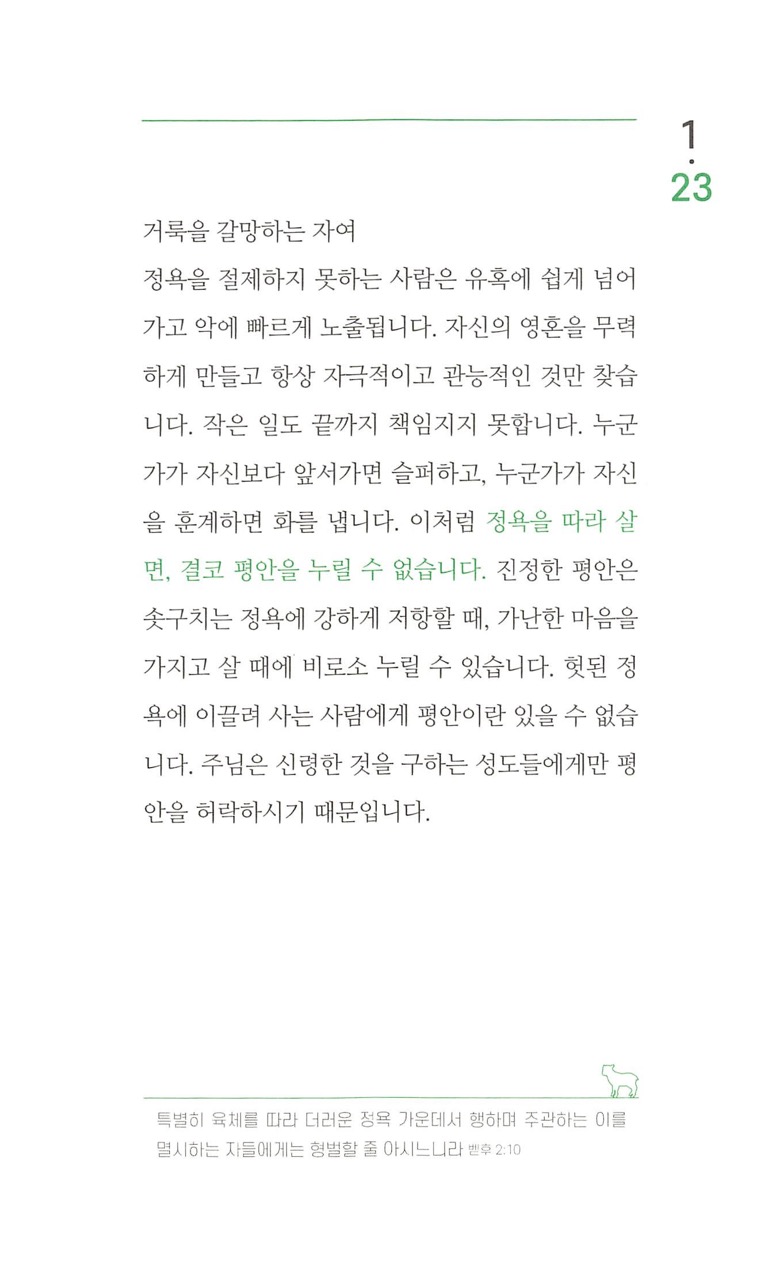 1
.
23
거룩을 갈망하는 자여
정욕을 절제하지 못하는 사람은 유혹에 쉽게 넘어
가고 악에 빠르게 노출됩니다. 자신의 영혼을 무력
하게 만들고 항상 자극적이고 관능적인 것만 찾습
니다. 작은 일도 끝까지 책임지지 못합니다. 누군
가가 자신보다 앞서가면 슬퍼하고, 누군가가 자신
을 훈계하면 화를 냅니다. 이처럼 정욕을 따라 살
면, 결코 평안을 누릴 수 없습니다. 진정한 평안은
솟구치는 정욕에 강하게 저항할 때, 가난한 마음을
가지고 살 때에 비로소 누릴 수 있습니다. 헛된 정
욕에 이끌려 사는 사람에게 평안이란 있을 수 없습
니다. 주님은 신령한 것을 구하는 성도들에게만 평
안을 허락하시기 때문입니다.
특별히 육체를 따라 더러운 정욕 가운데서 행하며 주관하는 이를
멸시하는 자들에게는 형벌할 줄 아시느니라 벧후 2:10